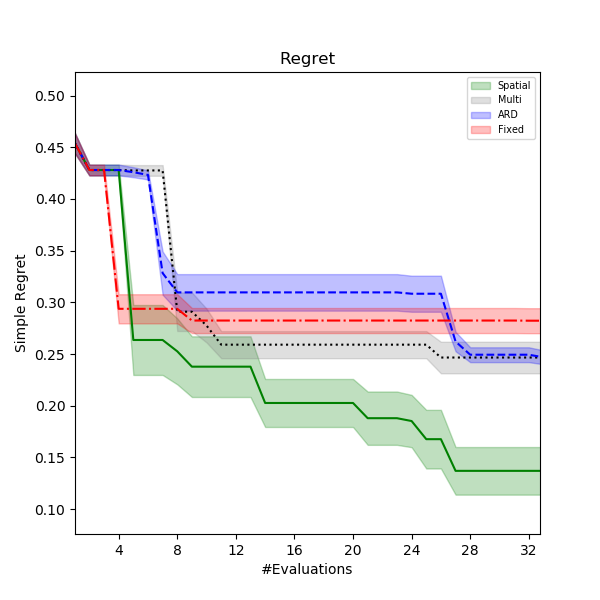 Regret
Spatial
Multi
ARD
Fixed
Simple Regret
0.50
0.45
0.40
0.35
0.30
0.25
0.20
0.15
0.10
4 8 12 16 20 24 28 32
#Evaluations